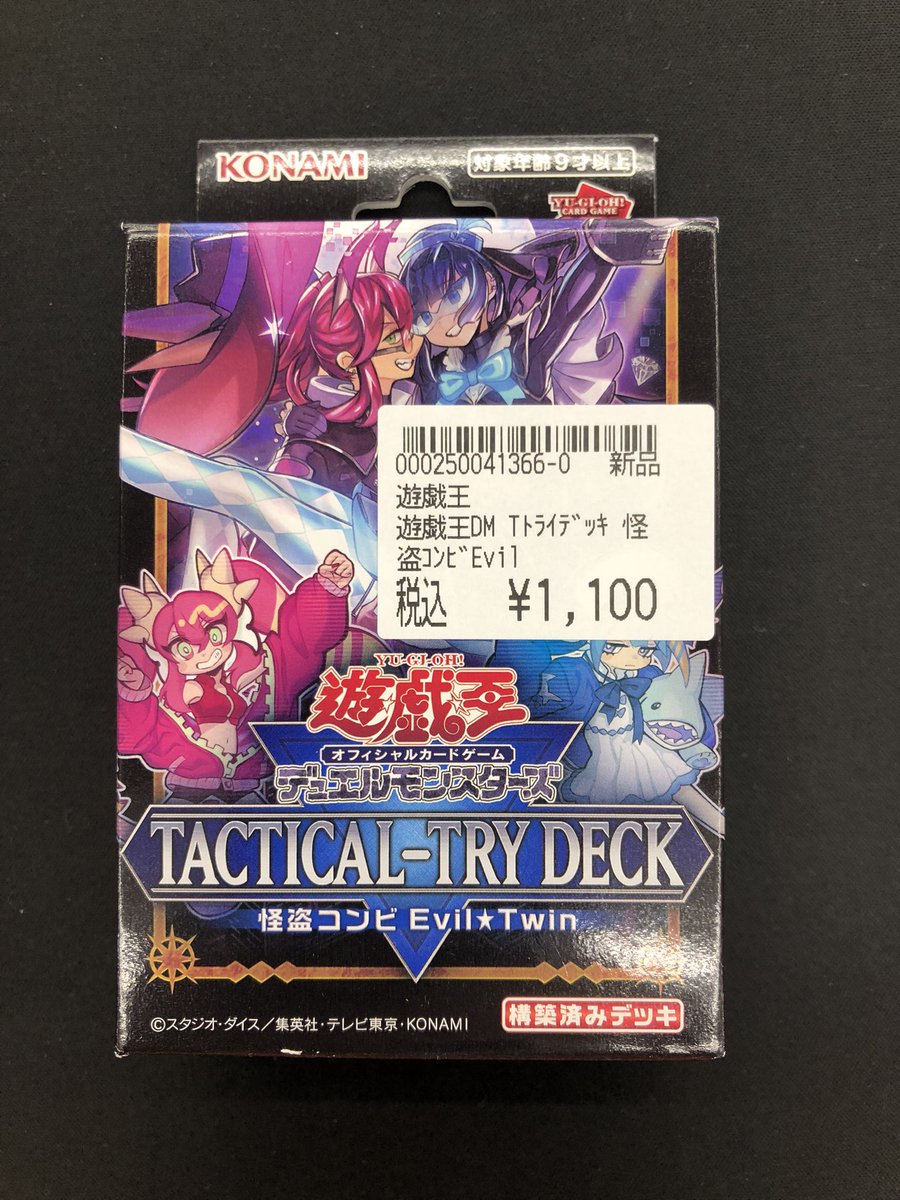 KONAMI
対象年齢9才以上
YU-GI-OH!
CARD GAME
000250041366-0 新品
遊戯王
遊戯王DM Tﾄﾗｲﾃﾞｯｷ 怪
盗ｺﾝﾋﾞEvil
税込 ¥1,100
YU-GI-OH!
遊戯王
オフィシャルカードゲーム
デュエルモンスターズ
TACTICAL-TRY DECK
怪盗コンビ Evil★Twin
©スタジオ・ダイス/集英社・テレビ東京・KONAMI
構築済みデッキ